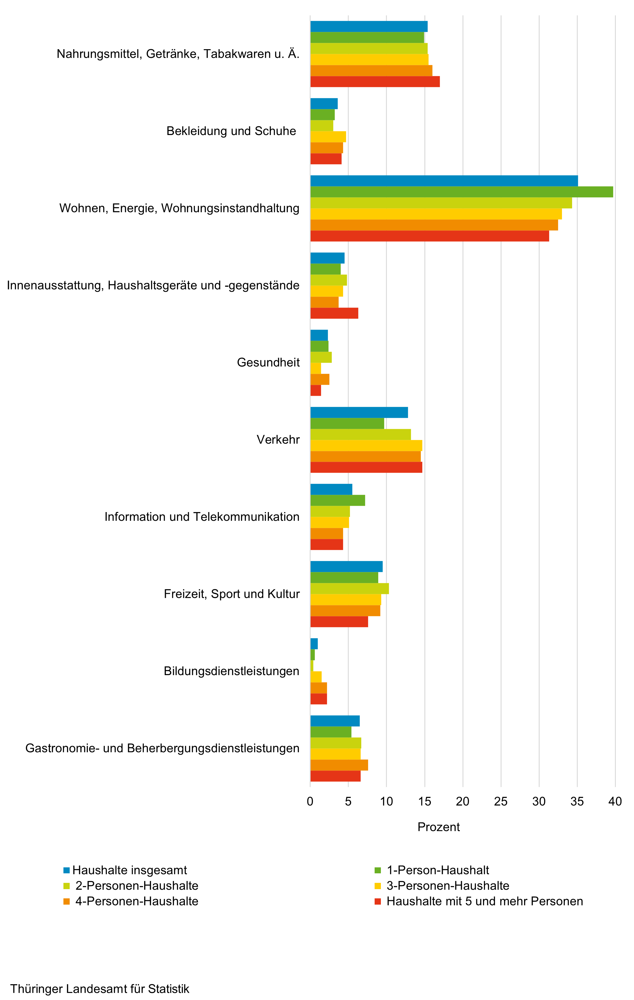 Nahrungsmittel, Getränke, Tabakwaren u. Ä.
Bekleidung und Schuhe
Wohnen, Energie, Wohnungsinstandhaltung
Innenausstattung, Haushaltsgeräte und -gegenstände
Gesundheit
Verkehr
Information und Telekommunikation
Freizeit, Sport und Kultur
Bildungsdienstleistungen
Gastronomie- und Beherbergungsdienstleistungen
0 5 10 15 20 25 30 35 40
Prozent
Haushalte insgesamt
1-Person-Haushalt
2-Personen-Haushalte
3-Personen-Haushalte
4-Personen-Haushalte
Haushalte mit 5 und mehr Personen
Thüringer Landesamt für Statistik